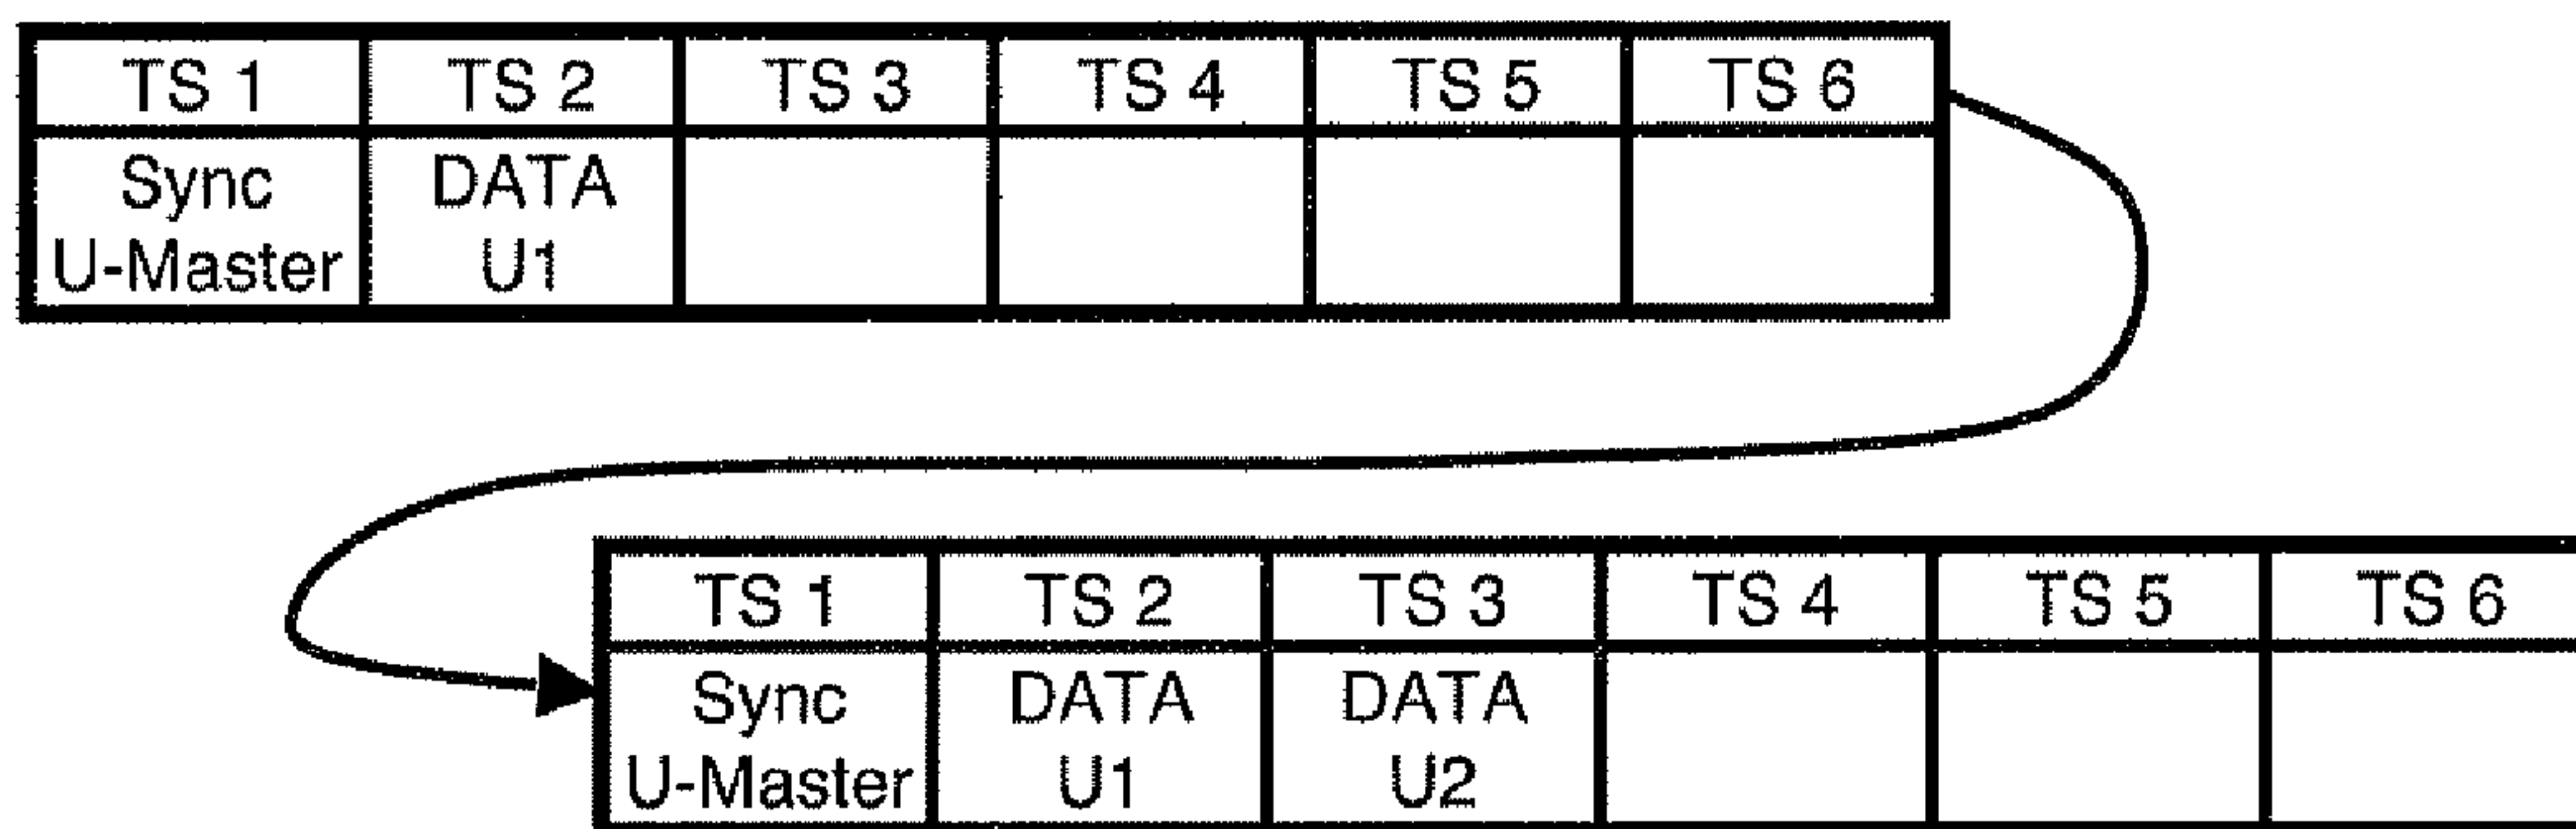 TS 1 TS 2 TS 3 TS 4 TS 5 TS 6
Sync DATA
U-Master U1
TS 1 TS 2 TS 3 TS 4 TS 5 TS 6
Sync DATA DATA
U-Master U1 U2